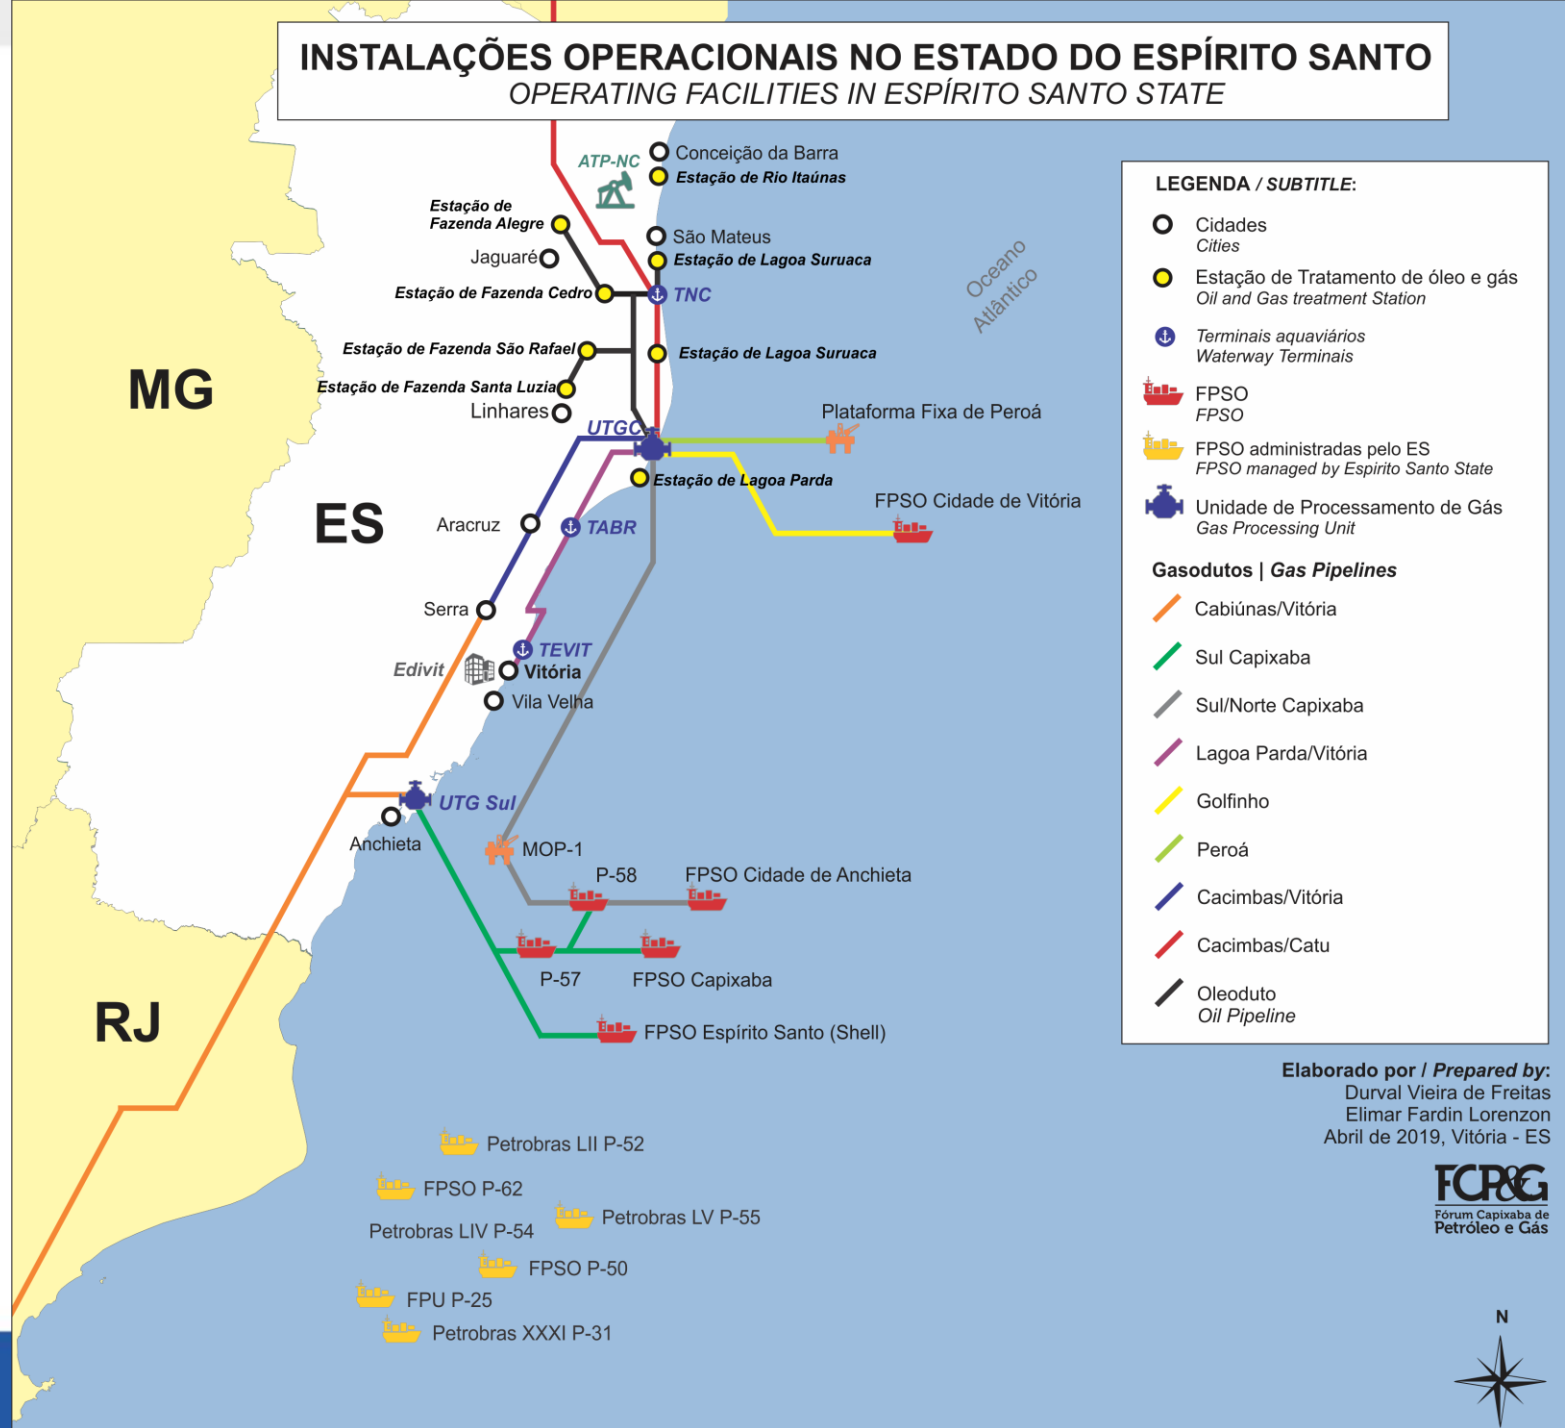 INSTALAÇÕES OPERACIONAIS NO ESTADO DO ESPÍRITO SANTO
OPERATING FACILITIES IN ESPÍRITO SANTO STATE
ATP-NC
Conceição da Barra
Estação de Rio Itaúnas
Estação de
Fazenda Alegre
São Mateus
Jaguaré
Estação de Lagoa Suruaca
Estação de Fazenda Cedro
TNC
Oceano
Atlântico
Estação de Fazenda São Rafael
Estação de Lagoa Suruaca
Estação de Fazenda Santa Luzia
MG
Linhares
UTGC
Plataforma Fixa de Peroá
Estação de Lagoa Parda
FPSO Cidade de Vitória
ES
Aracruz
TABR
Serra
TEVIT
Edivit
Vitória
Vila Velha
UTG Sul
Anchieta
MOP-1
P-58
FPSO Cidade de Anchieta
P-57
FPSO Capixaba
RJ
FPSO Espírito Santo (Shell)
Petrobras LII P-52
FPSO P-62
Petrobras LV P-55
Petrobras LIV P-54
FPSO P-50
FPU P-25
Petrobras XXXI P-31
LEGENDA / SUBTITLE:
Cidades
Cities
Estação de Tratamento de óleo e gás
Oil and Gas treatment Station
Terminais aquaviários
Waterway Terminais
FPSO
FPSO
FPSO administradas pelo ES
FPSO managed by Espirito Santo State
Unidade de Processamento de Gás
Gas Processing Unit
Gasodutos | Gas Pipelines
Cabiúnas/Vitória
Sul Capixaba
Sul/Norte Capixaba
Lagoa Parda/Vitória
Golfinho
Peroá
Cacimbas/Vitória
Cacimbas/Catu
Oleoduto
Oil Pipeline
Elaborado por / Prepared by:
Durval Vieira de Freitas
Elimar Fardin Lorenzon
Abril de 2019, Vitória - ES
FCP&G
Fórum Capixaba de
Petróleo e Gás
N